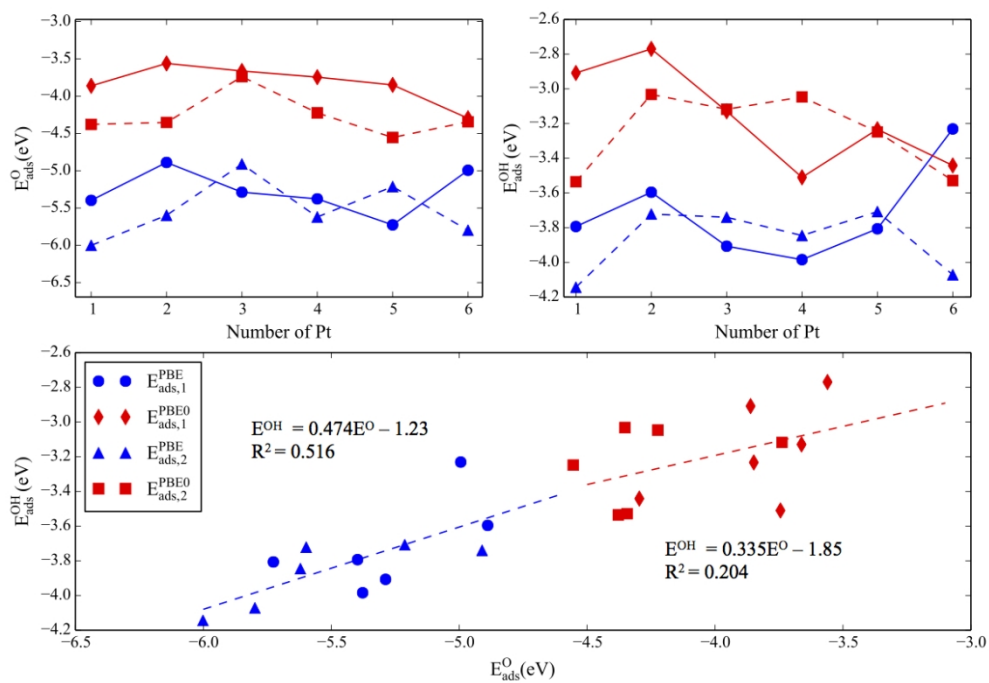 −3.0
−3.5
−4.0
−4.5
−5.0
−5.5
−6.0
−6.5
E^O_ads(eV)
1 2 3 4 5 6
Number of Pt
−2.6
−2.8
−3.0
−3.2
−3.4
−3.6
−3.8
−4.0
−4.2
E^OH_ads (eV)
1 2 3 4 5 6
Number of Pt
−2.6
−2.8
−3.0
−3.2
−3.4
−3.6
−3.8
−4.0
−4.2
E^OH_ads(eV)
E^PBE_ads,1
E^PBE0_ads,1
E^PBE_ads,2
E^PBE0_ads,2
E^OH = 0.474E^O – 1.23
R² = 0.516
E^OH = 0.335E^O – 1.85
R² = 0.204
−6.5 −6.0 −5.5 −5.0 −4.5 −4.0 −3.5 −3.0
E^O_ads(eV)